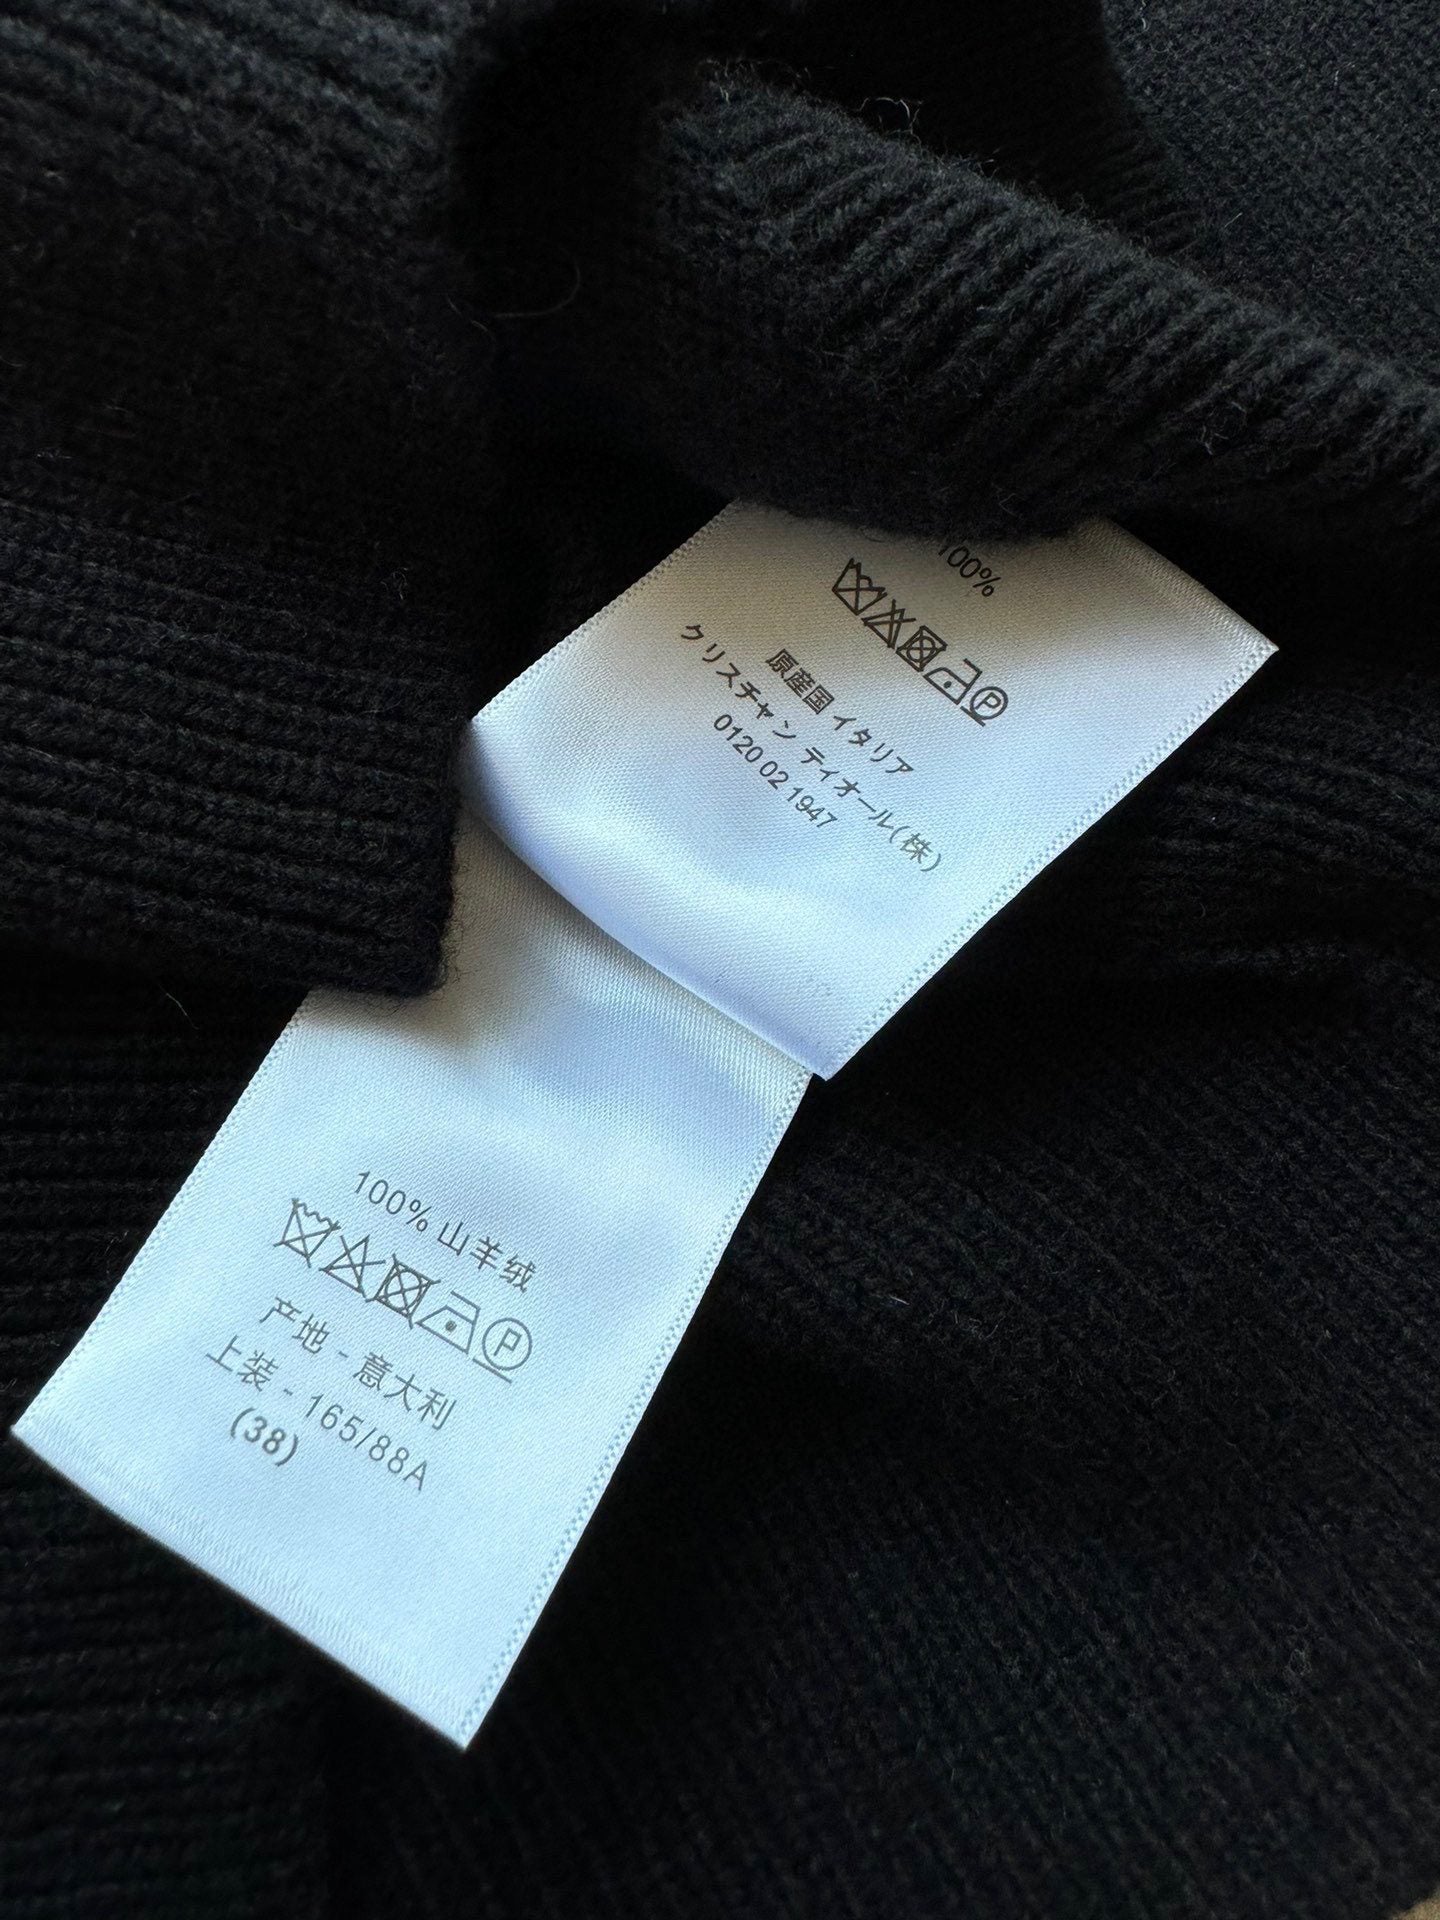 100%
原産国 イタリア
クリスチャン ディオール(株)
0120 02 1947
100% 山羊绒
P
产地 - 意大利
上装 - 165/88A
(38)